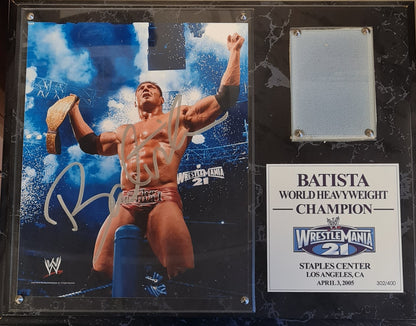 WRESTLEMANIA
21
W
BATISTA
WORLD HEAVYWEIGHT
CHAMPION
WRESTLEMANIA
21
STAPLES CENTER
LOS ANGELES, CA
APRIL 3, 2005 302/400